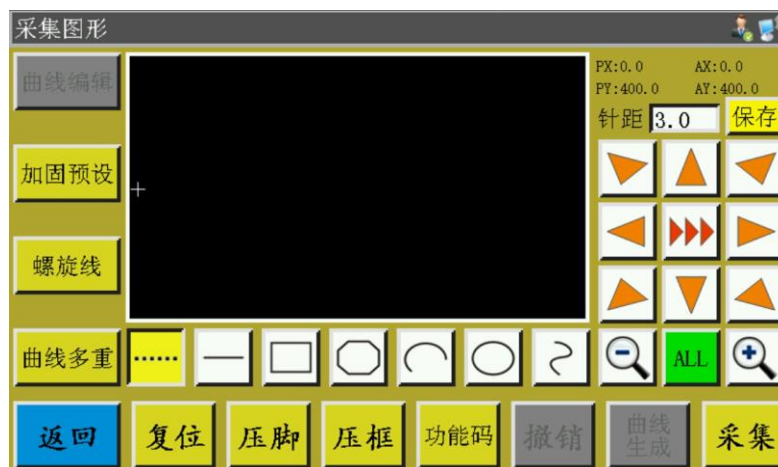 采集图形
曲线编辑
PX:0.0 AX:0.0
PY:400.0 AY:400.0
针距 3.0 保存
加固预设
螺旋线
曲线多重
ALL
返回 复位 压脚 压框 功能码 撤销 曲线
生成 采集